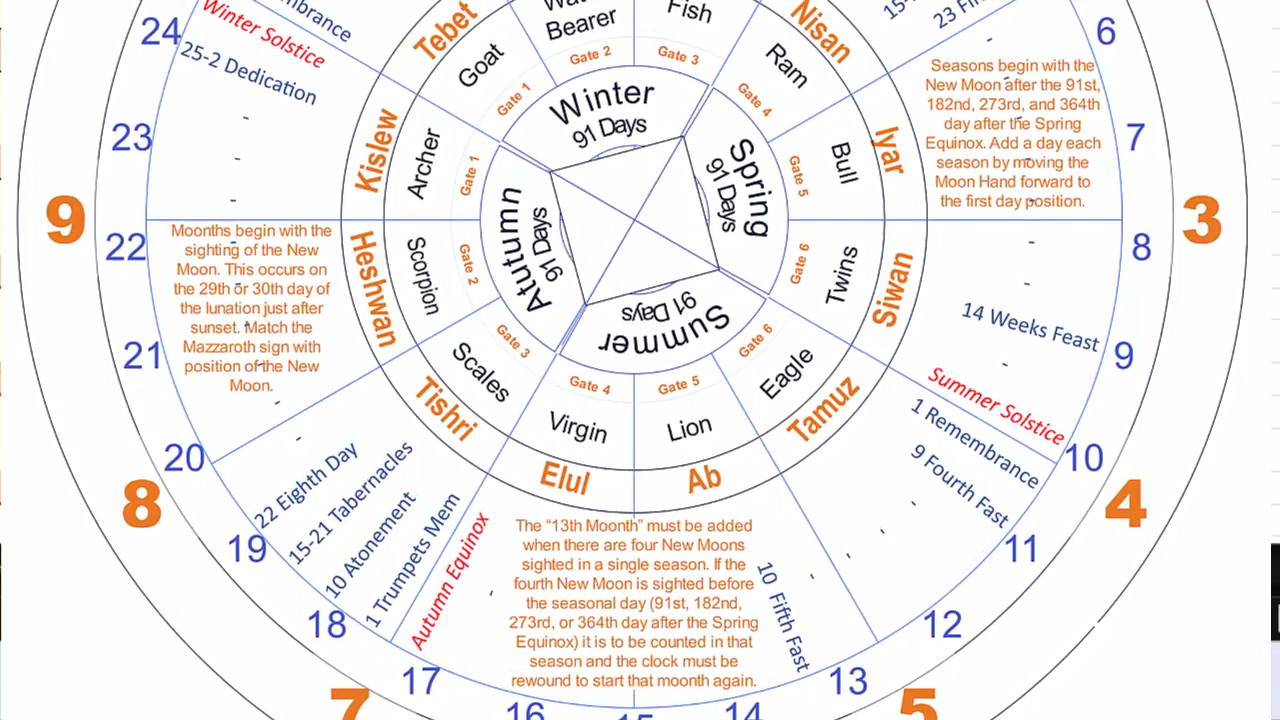 Winter Solstice
25-2 Dedication
24
23
9
22
21
20
8
19
18
7
17
16
15
14
5
13
12
11
4
10
9
3
8
7
6
Tebet
Nisan
Iyar
Siwan
Tamuz
Ab
Elul
Tishri
Heshwan
Kislew
Goat
Bearer
Fish
Ram
Bull
Twins
Eagle
Lion
Virgin
Scales
Scorpion
Archer
Gate 1
Gate 2
Gate 3
Gate 4
Gate 5
Gate 6
Gate 6
Gate 5
Gate 4
Gate 3
Gate 2
Gate 1
Winter
91 Days
Spring
91 Days
Summer
91 Days
Atutumn
91 Days
Seasons begin with the
New Moon after the 91st,
182nd, 273rd, and 364th
day after the Spring
Equinox. Add a day each
season by moving the
Moon Hand forward to
the first day position.
14 Weeks Feast
Summer Solstice
1 Remembrance
9 Fourth Fast
10 Fifth Fast
Moonths begin with the
sighting of the New
Moon. This occurs on
the 29th or 30th day of
the lunation just after
sunset. Match the
Mazzaroth sign with
position of the New
Moon.
22 Eighth Day
15-21 Tabernacles
10 Atonement
1 Trumpets Mem
Autumn Equinox
The “13th Moonth” must be added
when there are four New Moons
sighted in a single season. If the
fourth New Moon is sighted before
the seasonal day (91st, 182nd,
273rd, or 364th day after the Spring
Equinox) it is to be counted in that
season and the clock must be
rewound to start that moonth again.